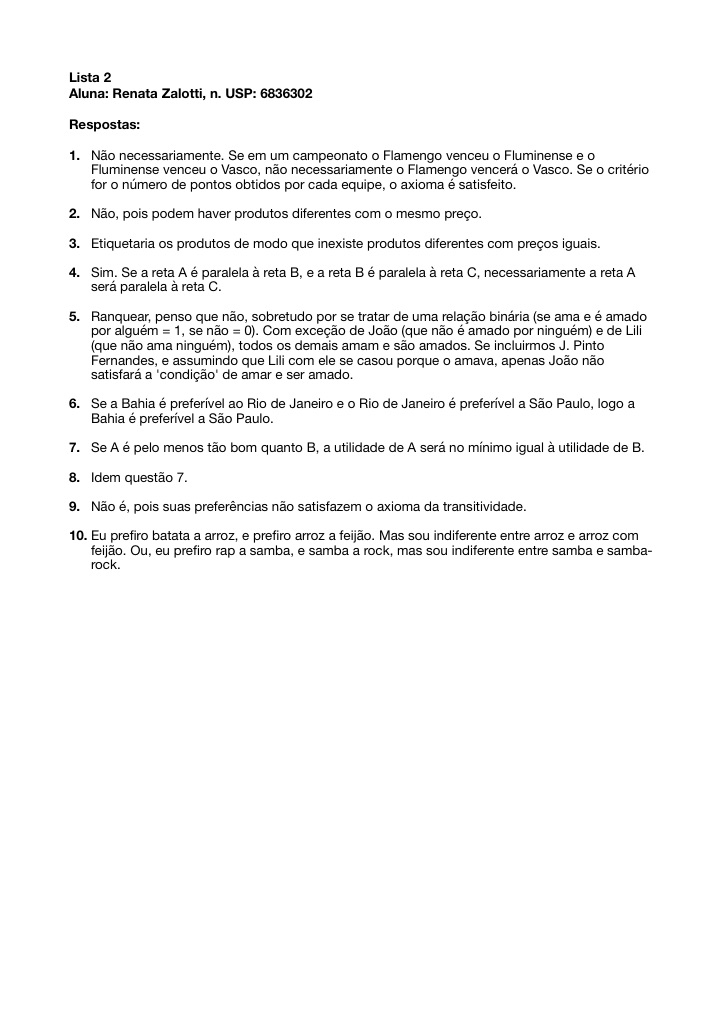 Lista 2
Aluna: Renata Zalotti, n. USP: 6836302
Respostas:
1. Não necessariamente. Se em um campeonato o Flamengo venceu o Fluminense e o
Fluminense venceu o Vasco, não necessariamente o Flamengo vencerá o Vasco. Se o critério
for o número de pontos obtidos por cada equipe, o axioma é satisfeito.
2. Não, pois podem haver produtos diferentes com o mesmo preço.
3. Etiquetaria os produtos de modo que inexiste produtos diferentes com preços iguais.
4. Sim. Se a reta A é paralela à reta B, e a reta B é paralela à reta C, necessariamente a reta A
será paralela à reta C.
5. Ranquear, penso que não, sobretudo por se tratar de uma relação binária (se ama e é amado
por alguém = 1, se não = 0). Com exceção de João (que não é amado por ninguém) e de Lili
(que não ama ninguém), todos os demais amam e são amados. Se incluirmos J. Pinto
Fernandes, e assumindo que Lili com ele se casou porque o amava, apenas João não
satisfará a 'condição' de amar e ser amado.
6. Se a Bahia é preferível ao Rio de Janeiro e o Rio de Janeiro é preferível a São Paulo, logo a
Bahia é preferível a São Paulo.
7. Se A é pelo menos tão bom quanto B, a utilidade de A será no mínimo igual à utilidade de B.
8. Idem questão 7.
9. Não é, pois suas preferências não satisfazem o axioma da transitividade.
10. Eu prefiro batata a arroz, e prefiro arroz a feijão. Mas sou indiferente entre arroz e arroz com
feijão. Ou, eu prefiro rap a samba, e samba a rock, mas sou indiferente entre samba e samba-
rock.